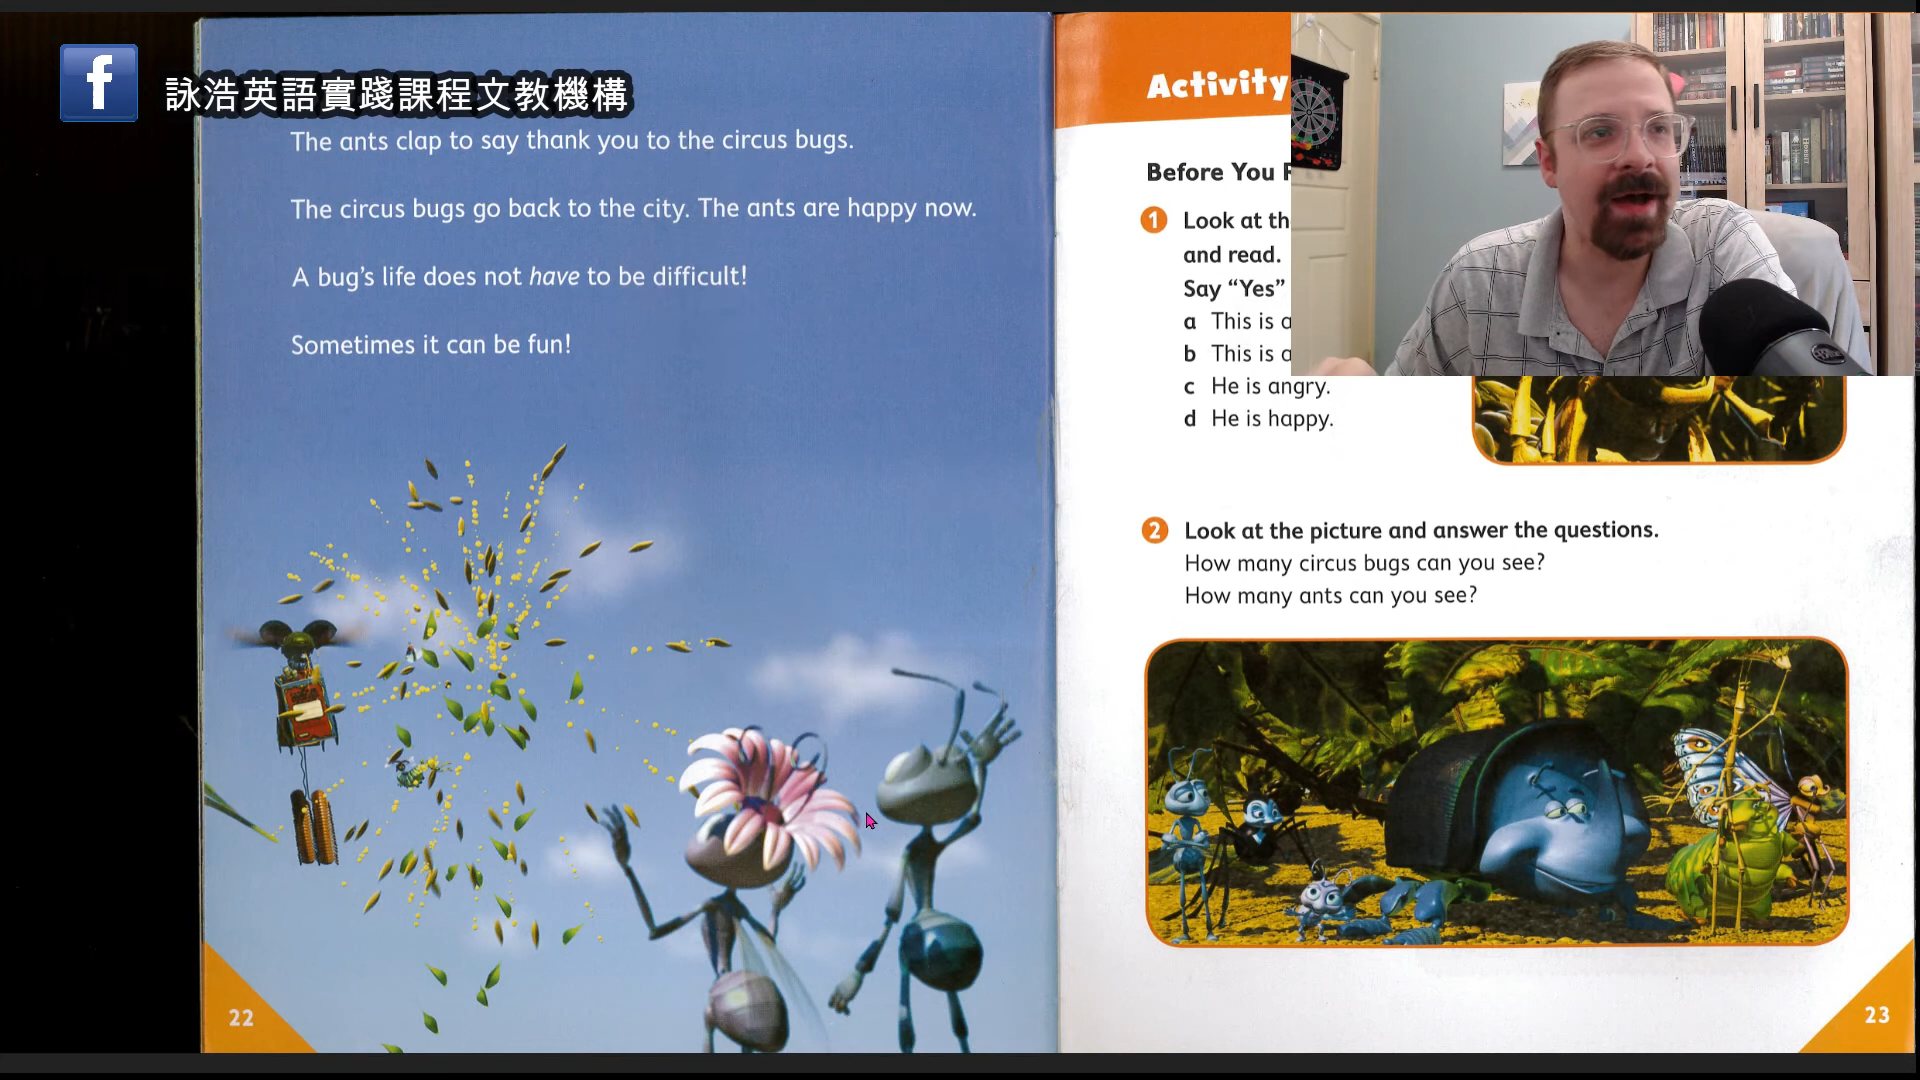 f
詠浩英語實踐課程文教機構
The ants clap to say thank you to the circus bugs.
The circus bugs go back to the city. The ants are happy now.
A bug's life does not have to be difficult!
Sometimes it can be fun!
22
Activity
Before You
1 Look at th
and read.
Say “Yes”
a This is a
b This is a
c He is angry.
d He is happy.
2 Look at the picture and answer the questions.
How many circus bugs can you see?
How many ants can you see?
23